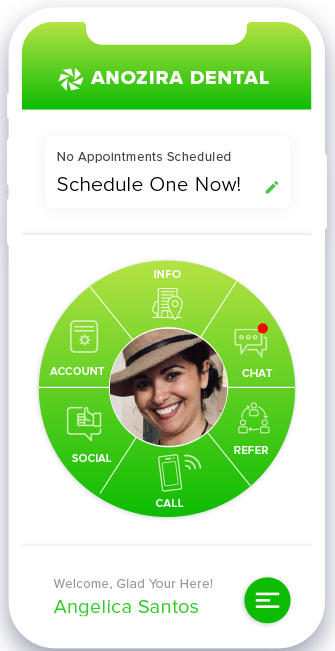 ANOZIRA DENTAL
No Appointments Scheduled
Schedule One Now!
INFO
ACCOUNT
CHAT
SOCIAL
REFER
CALL
Welcome, Glad Your Here!
Angelica Santos